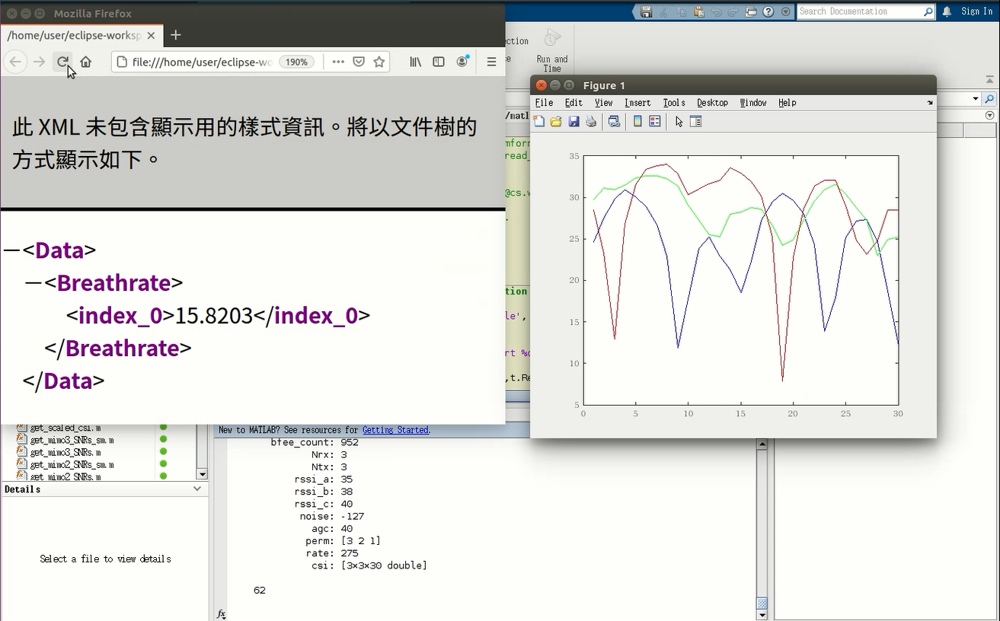 Mozilla Firefox
/home/user/eclipse-worksp
file:///home/user/eclipse-wo
190%
此 XML 未包含顯示用的樣式資訊。將以文件樹的
方式顯示如下。
—<Data>
—<Breathrate>
<index_0>15.8203</index_0>
</Breathrate>
</Data>
Search Documentation
Sign In
ction
Run and
Time
/matl
mform
read_
@cs.w
tion
le',
rt %d
,t.Re
Figure 1
File Edit View Insert Tools Desktop Window Help
35
30
25
20
15
10
5
0 5 10 15 20 25 30
get_scaled_csi.m
get_mimo3_SNRs_sm.m
get_mimo3_SNRs.m
get_mimo2_SNRs_sm.m
get_mimo2_SNRs.m
Details
Select a file to view details
New to MATLAB? See resources for Getting Started.
bfee_count: 952
Nrx: 3
Ntx: 3
rssi_a: 35
rssi_b: 38
rssi_c: 40
noise: -127
agc: 40
perm: [3 2 1]
rate: 275
csi: [3×3×30 double]
62
fx